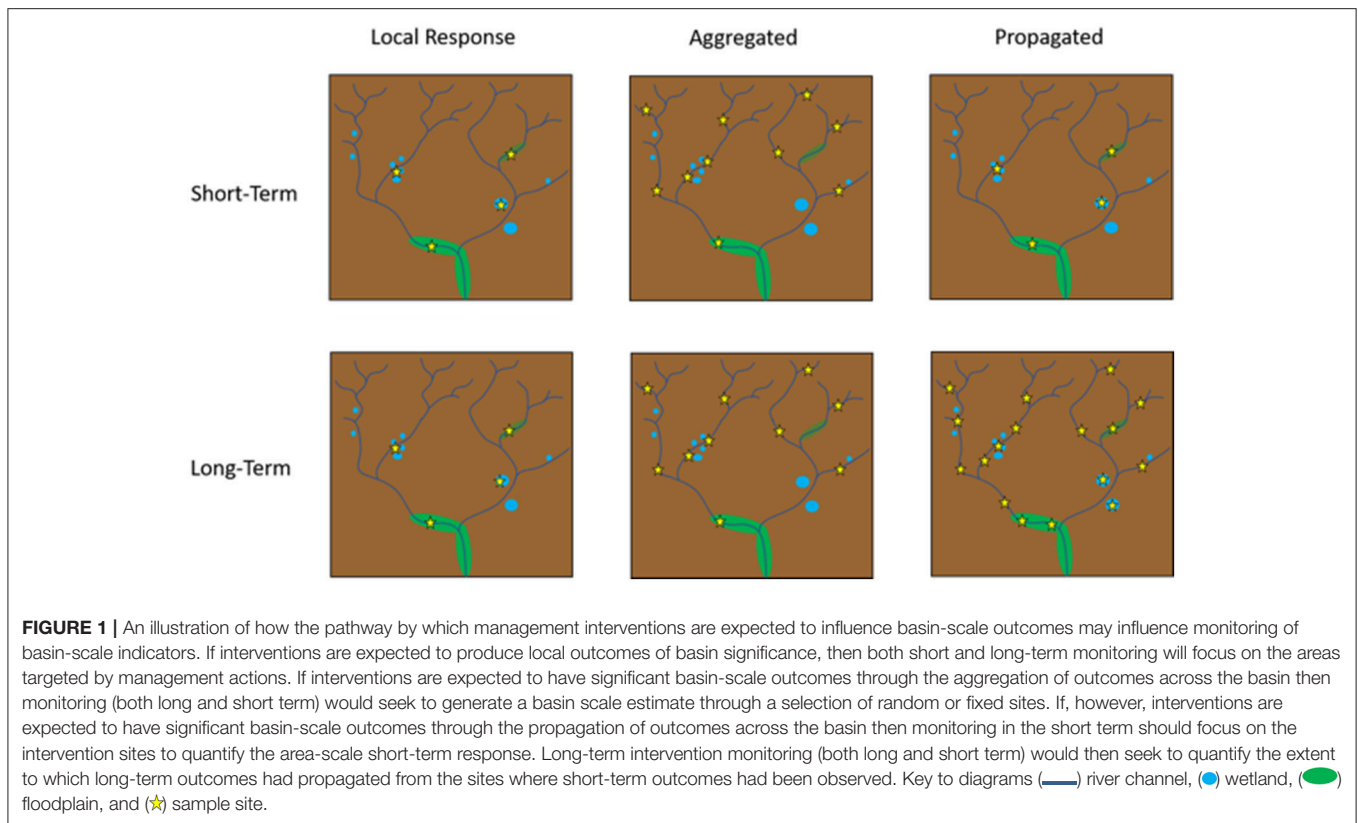 Local Response Aggregated Propagated
Short-Term
Long-Term
FIGURE 1 | An illustration of how the pathway by which management interventions are expected to influence basin-scale outcomes may influence monitoring of
basin-scale indicators. If interventions are expected to produce local outcomes of basin significance, then both short and long-term monitoring will focus on the areas
targeted by management actions. If interventions are expected to have significant basin-scale outcomes through the aggregation of outcomes across the basin then
monitoring (both long and short term) would seek to generate a basin scale estimate through a selection of random or fixed sites. If, however, interventions are
expected to have significant basin-scale outcomes through the propagation of outcomes across the basin then monitoring in the short term should focus on the
intervention sites to quantify the area-scale short-term response. Long-term intervention monitoring (both long and short term) would then seek to quantify the extent
to which long-term outcomes had propagated from the sites where short-term outcomes had been observed. Key to diagrams (—) river channel, () wetland, ()
floodplain, and () sample site.